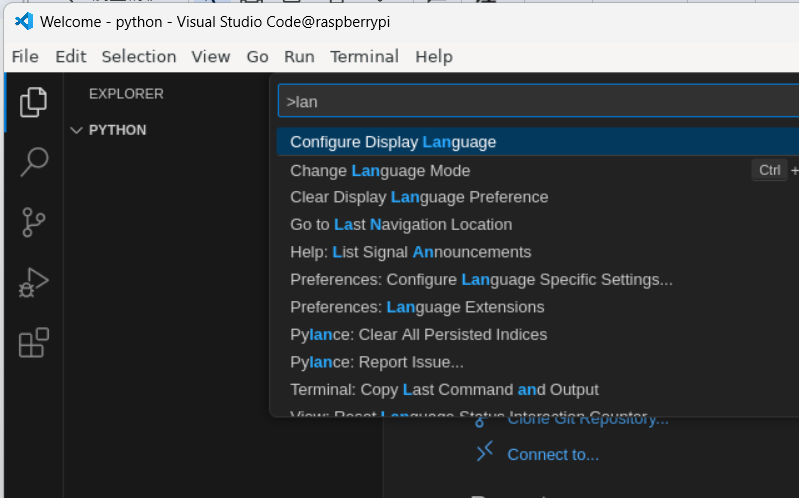 Welcome - python - Visual Studio Code@raspberrypi
File Edit Selection View Go Run Terminal Help
EXPLORER
PYTHON
>lan
Configure Display Language
Change Language Mode Ctrl +
Clear Display Language Preference
Go to Last Navigation Location
Help: List Signal Announcements
Preferences: Configure Language Specific Settings...
Preferences: Language Extensions
Pylance: Clear All Persisted Indices
Pylance: Report Issue...
Terminal: Copy Last Command and Output
View: Reset Language Status Interaction Counter
Clone Git Repository...
Connect to...